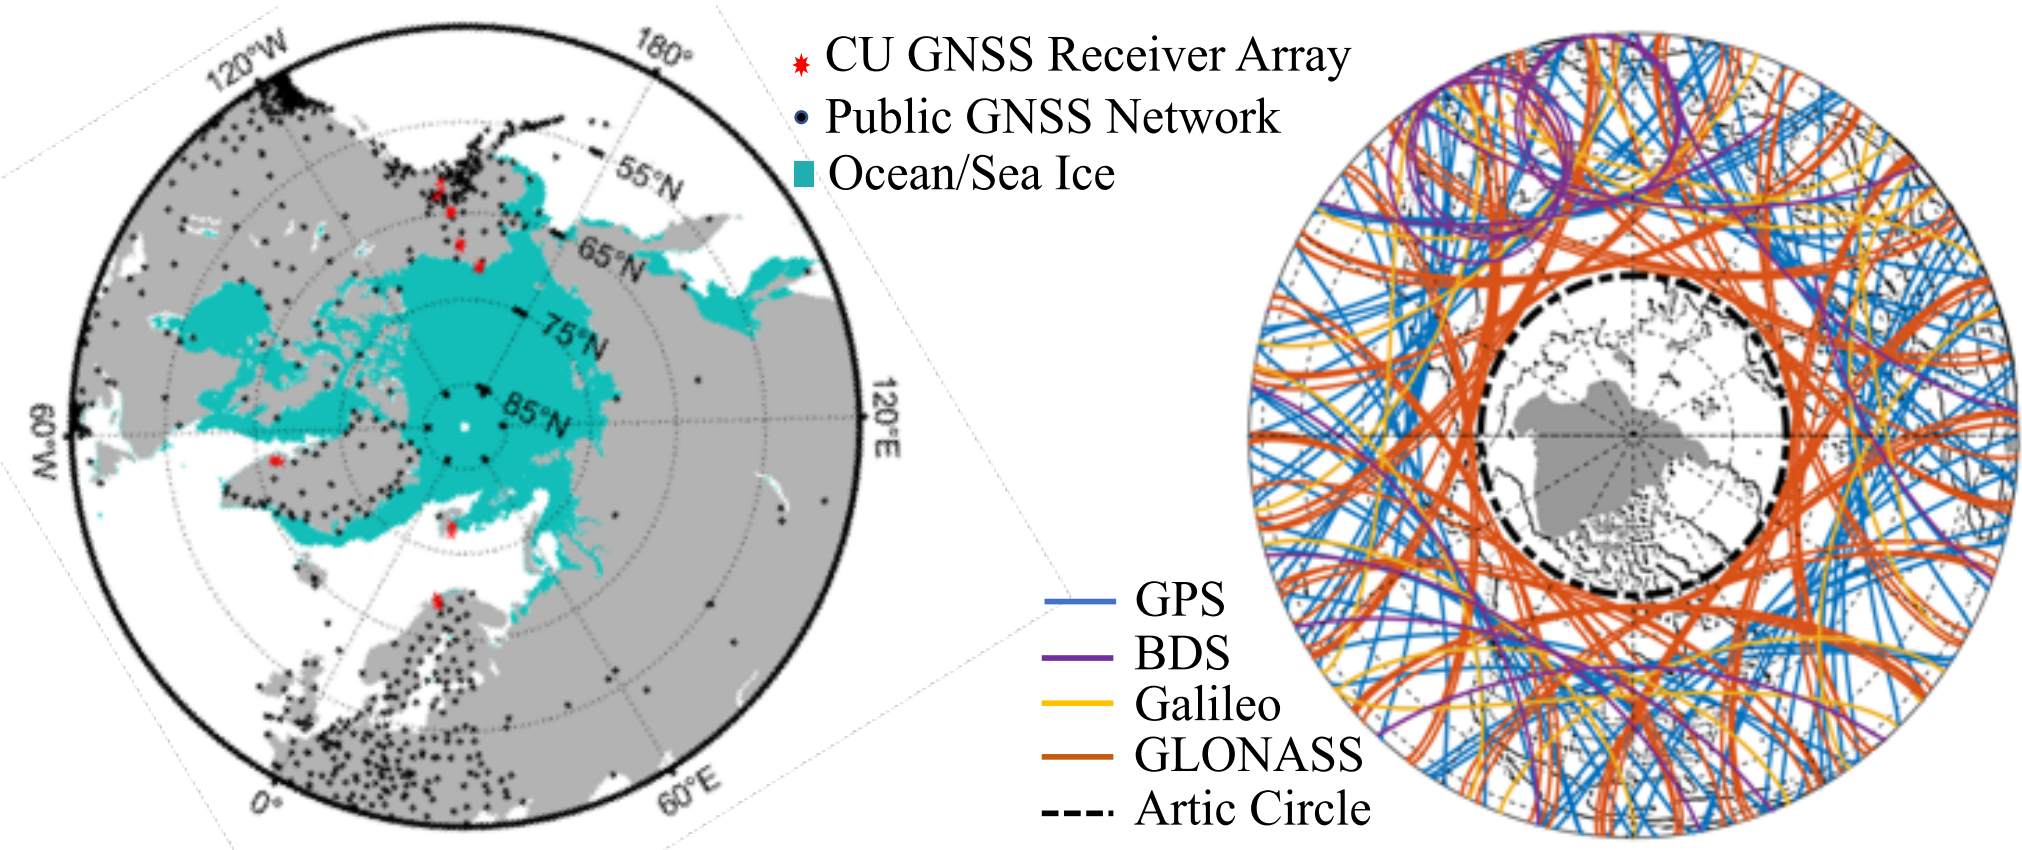 120°W
180°
55°N
65°N
75°N
85°N
120°E
60°W
0°
60°E
CU GNSS Receiver Array
Public GNSS Network
Ocean/Sea Ice
GPS
BDS
Galileo
GLONASS
Artic Circle